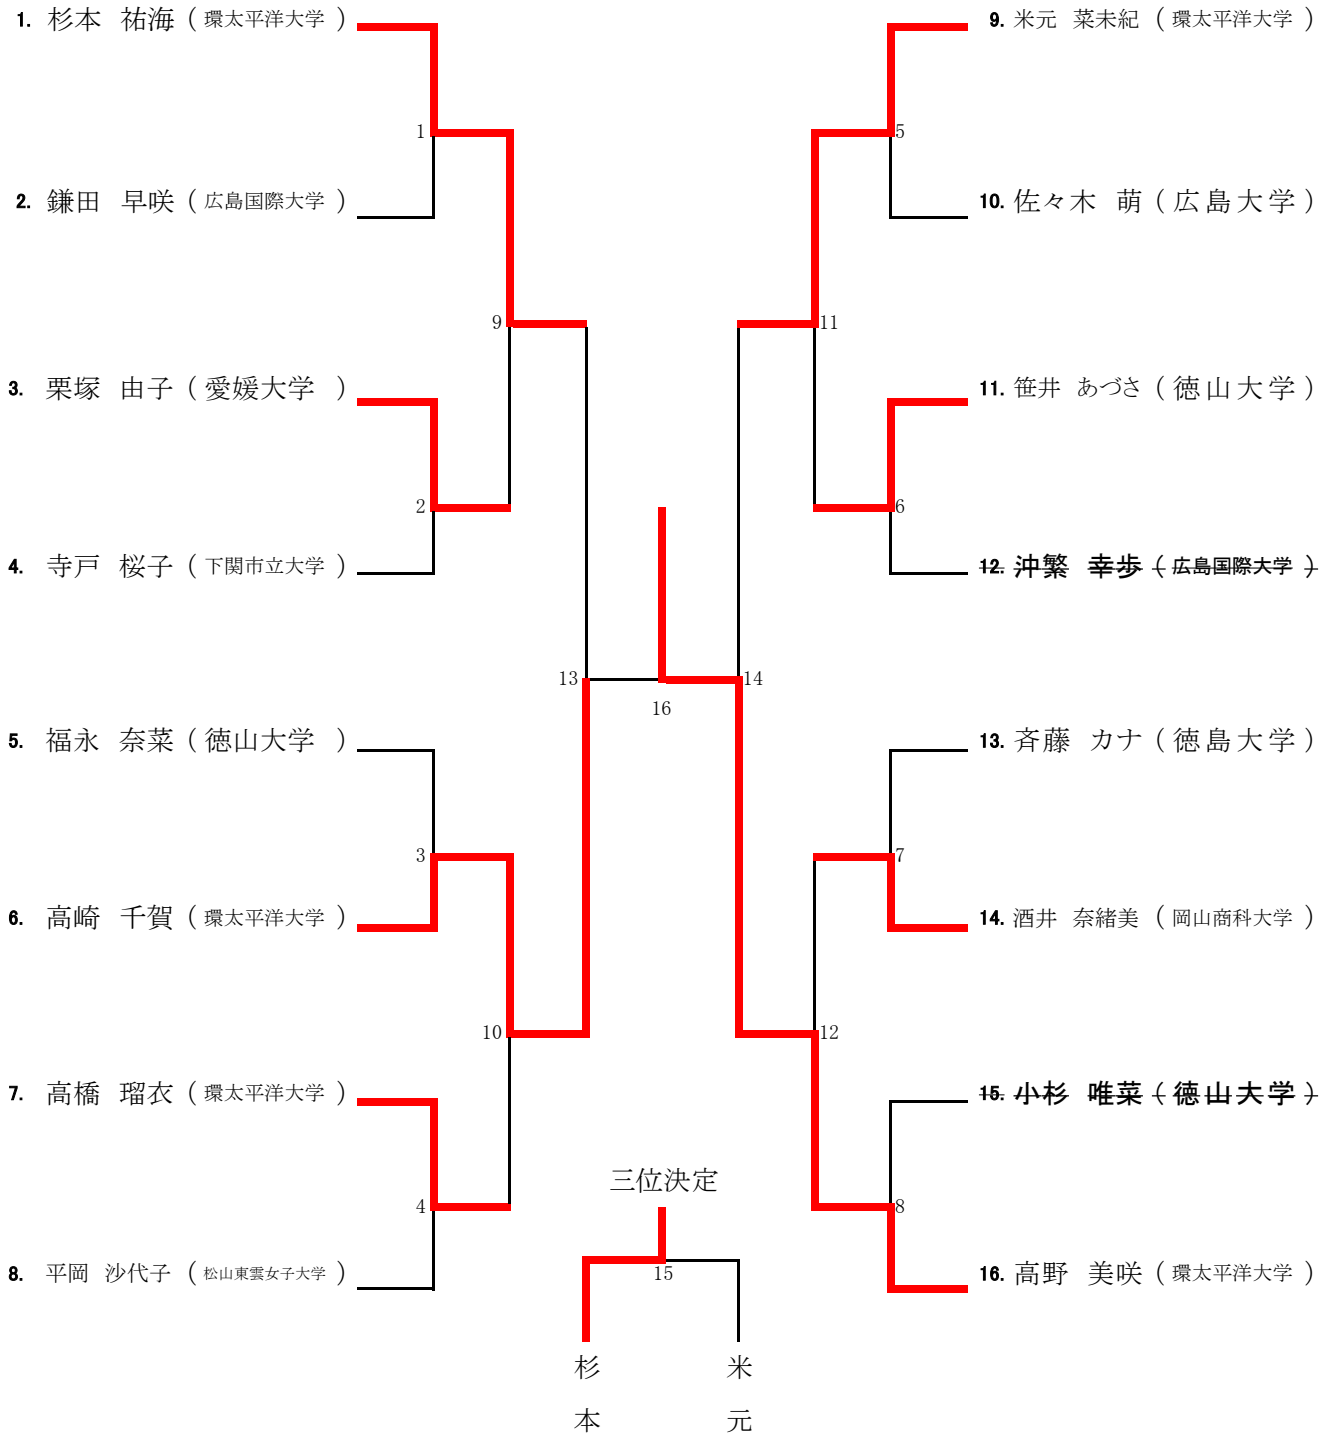 1. 杉本 祐海 ( 環太平洋大学 )
1
2. 鎌田 早咲 ( 広島国際大学 )
9
3. 栗塚 由子 ( 愛媛大学 )
2
4. 寺戸 桜子 ( 下関市立大学 )
13
5. 福永 奈菜 ( 徳山大学 )
3
6. 高崎 千賀 ( 環太平洋大学 )
10
7. 高橋 瑠衣 ( 環太平洋大学 )
4
8. 平岡 沙代子 ( 松山東雲女子大学 )
16
三位決定
15
杉本
米元
9. 米元 菜未紀 ( 環太平洋大学 )
5
10. 佐々木 萌 ( 広島大学 )
11
11. 笹井 あづさ ( 徳山大学 )
6
12. 沖繁 幸歩 ( 広島国際大学 )
14
13. 斉藤 カナ ( 徳島大学 )
7
14. 酒井 奈緒美 ( 岡山商科大学 )
12
15. 小杉 唯菜 ( 徳山大学 )
8
16. 高野 美咲 ( 環太平洋大学 )